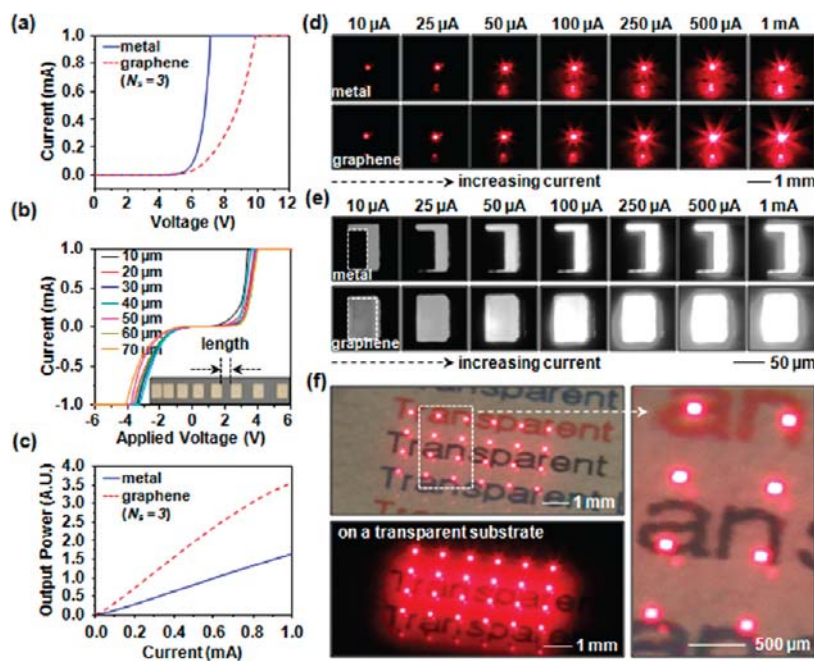 (a)
1.0
0.8
0.6
0.4
0.2
0.0
Current (mA)
metal
graphene
(Ns = 3)
0 2 4 6 8 10 12
Voltage (V)
(b)
1.0
0.5
0.0
-0.5
-1.0
Current (mA)
10 µm
20 µm
30 µm
40 µm
50 µm
60 µm
70 µm
length
-6 -4 -2 0 2 4 6
Applied Voltage (V)
(c)
4.0
3.5
3.0
2.5
2.0
1.5
1.0
0.5
0.0
Output Power (A.U.)
metal
graphene
(Ns = 3)
0.0 0.2 0.4 0.6 0.8 1.0
Current (mA)
(d)
10 µA 25 µA 50 µA 100 µA 250 µA 500 µA 1 mA
metal
graphene
increasing current
1 mm
(e)
10 µA 25 µA 50 µA 100 µA 250 µA 500 µA 1 mA
metal
graphene
increasing current
50 µm
(f)
Transparent
Transparent
Transparent
Transparent
1 mm
on a transparent substrate
Transparen
1 mm
an
ans
an
500 µm